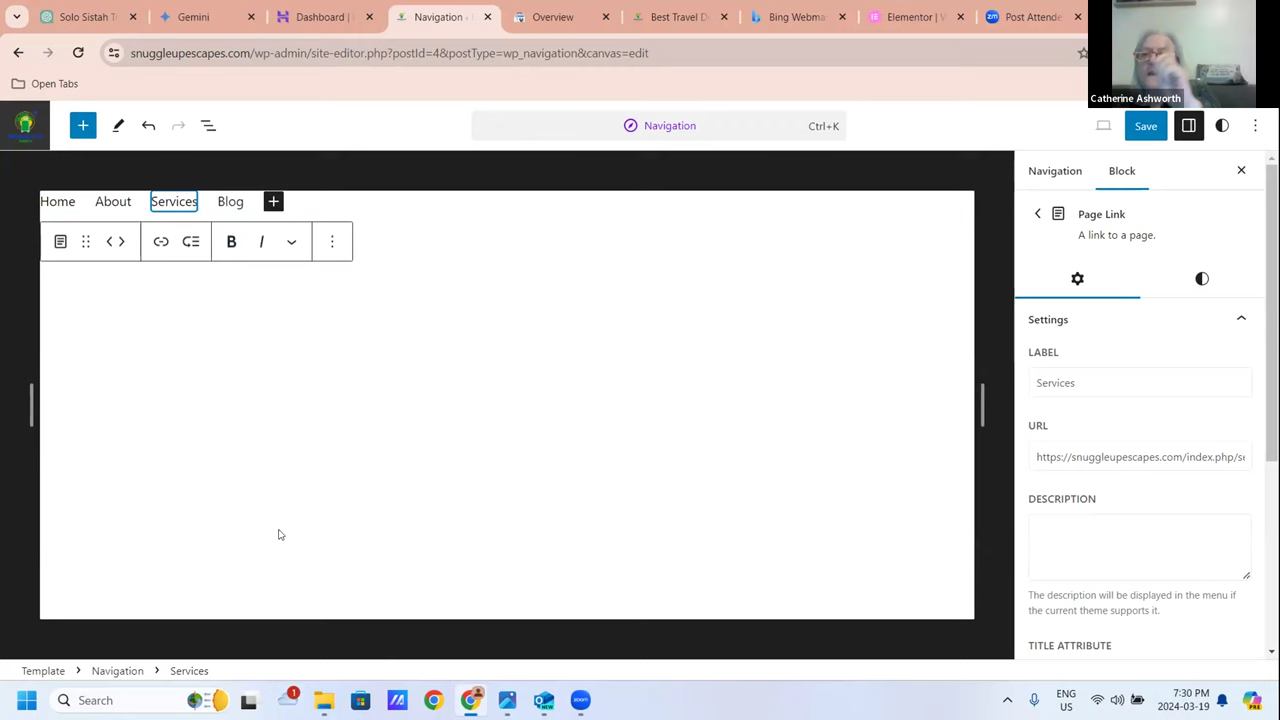 Solo Sistah T
Gemini
Dashboard |
Navigation ‹
Overview
Best Travel D
Bing Webma
Elementor | V
Post Attende
snuggleupescapes.com/wp-admin/site-editor.php?postId=4&postType=wp_navigation&canvas=edit
Open Tabs
Catherine Ashworth
Navigation
Ctrl+K
Save
Home
About
Services
Blog
B
I
Navigation
Block
Page Link
A link to a page.
Settings
LABEL
Services
URL
https://snuggleupescapes.com/index.php/se
DESCRIPTION
The description will be displayed in the menu if
the current theme supports it.
TITLE ATTRIBUTE
Template
Navigation
Services
Search
1
zoom
ENG
US
7:30 PM
2024-03-19
PRE